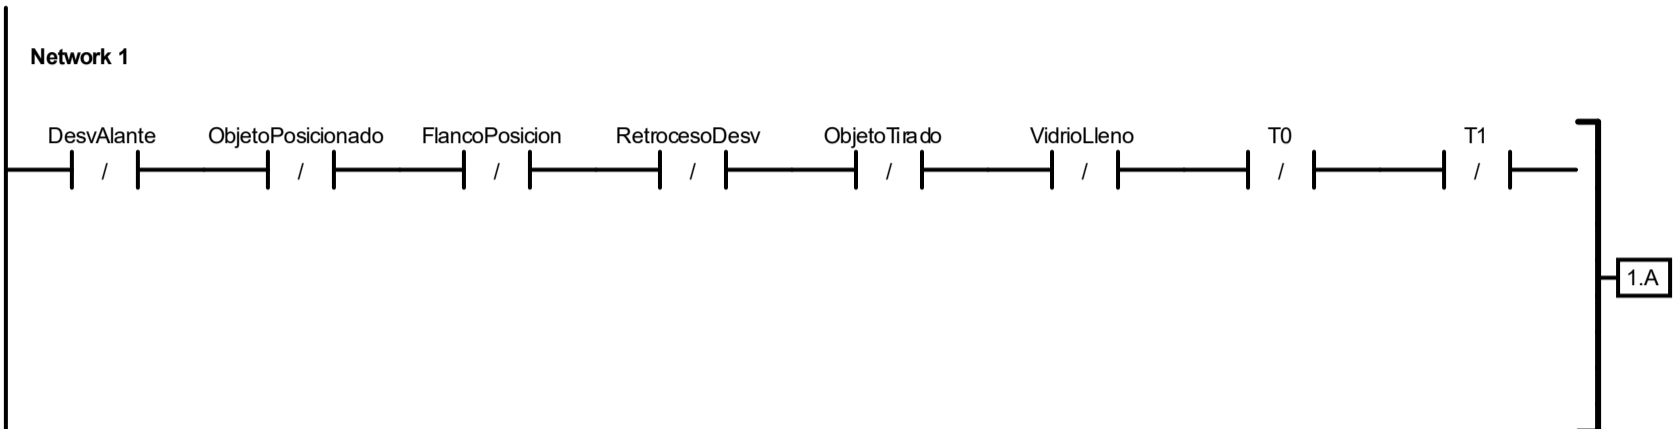 Network 1
DesvAlante ObjetoPosicionado FlancoPosicion RetrocesoDesv ObjetoTirado VidrioLleno T0 T1
/ / / / / / / /
1.A